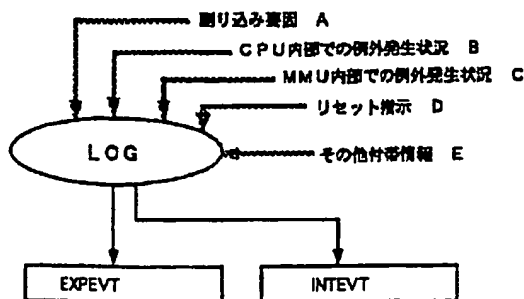 割り込み要因 A
CPU内部での例外発生状況 B
MMU内部での例外発生状況 C
リセット指示 D
その他付帯情報 E
LOG
EXPEVT
INTEVT